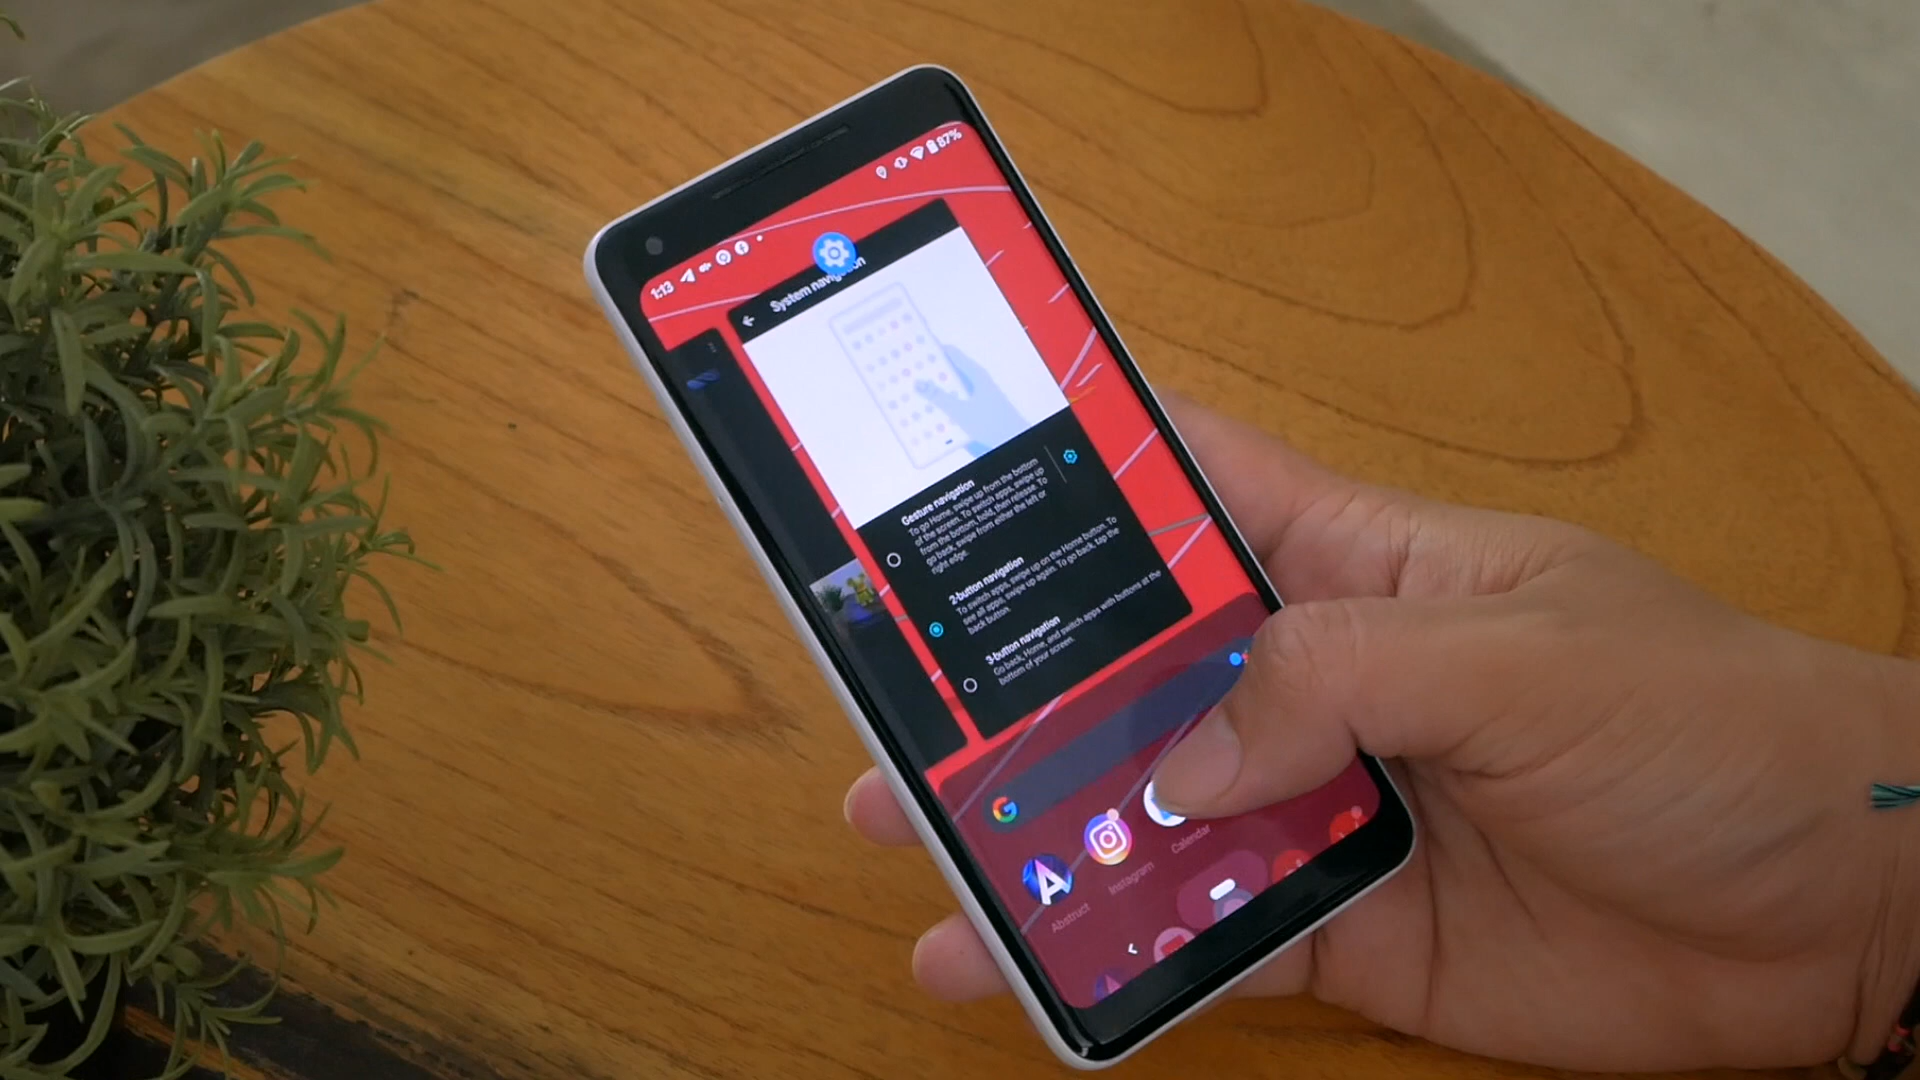 1:13
87%
System navigation
Gesture navigation
To go Home, swipe up from the bottom
of the screen. To switch apps, swipe up
from the bottom, hold, then release. To
go back, swipe from either the left or
right edge.
2-button navigation
To switch apps, swipe up on the Home button. To
see all apps, swipe up again. To go back, tap the
back button.
3-button navigation
Go back, Home, and switch apps with buttons at the
bottom of your screen.
G
Abstruct
Instagram
Calendar